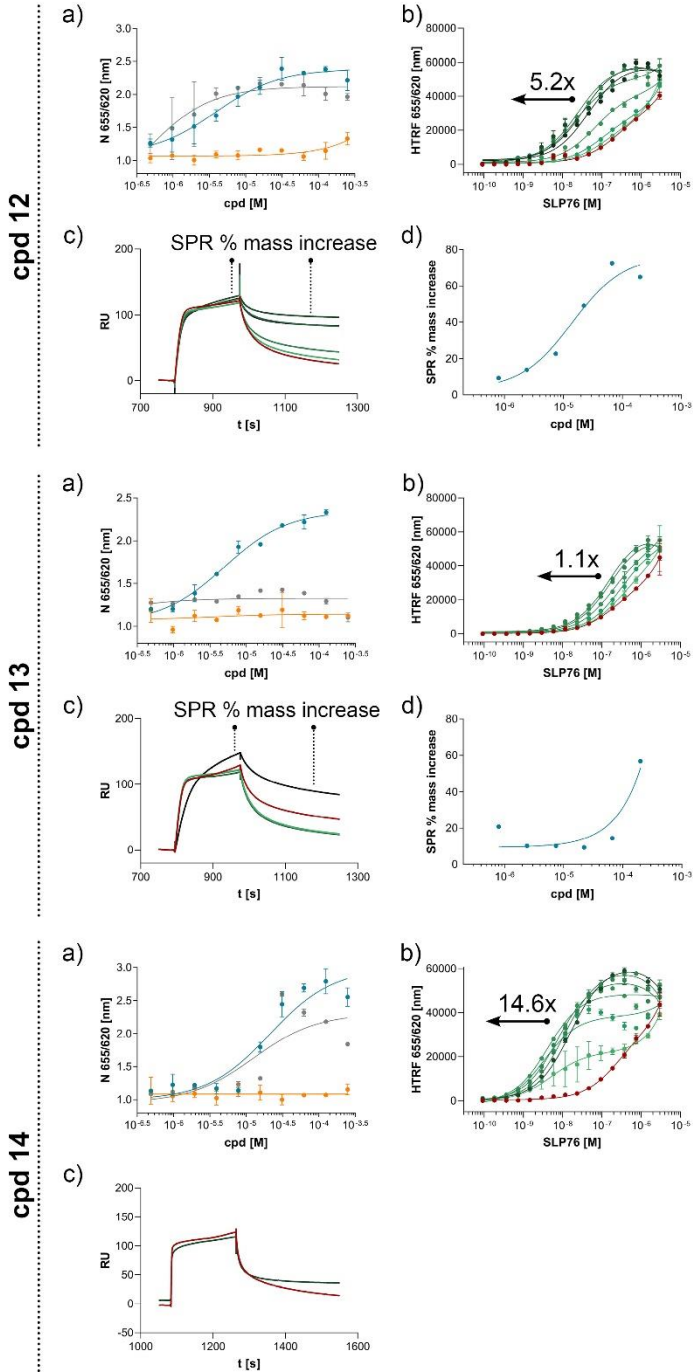 cpd 12
a)
N 655/620 [nm]
3.0
2.5
2.0
1.5
1.0
10^-6.5 10^-6 10^-5.5 10^-5 10^-4.5 10^-4 10^-3.5
cpd [M]
b)
HTRF 655/620 [nm]
80000
60000
40000
20000
0
5.2x
10^-10 10^-9 10^-8 10^-7 10^-6 10^-5
SLP76 [M]
c)
SPR % mass increase
RU
200
100
0
700 900 1100 1300
t [s]
d)
SPR % mass increase
80
60
40
20
0
10^-6 10^-5 10^-4 10^-3
cpd [M]
cpd 13
a)
N 655/620 [nm]
2.5
2.0
1.5
1.0
10^-6.5 10^-6 10^-5.5 10^-5 10^-4.5 10^-4 10^-3.5
cpd [M]
b)
HTRF 655/620 [nm]
80000
60000
40000
20000
0
1.1x
10^-10 10^-9 10^-8 10^-7 10^-6 10^-5
SLP76 [M]
c)
SPR % mass increase
RU
200
100
0
700 900 1100 1300
t [s]
d)
SPR % mass increase
80
60
40
20
0
10^-6 10^-5 10^-4 10^-3
cpd [M]
cpd 14
a)
N 655/620 [nm]
3.0
2.5
2.0
1.5
1.0
10^-6.5 10^-6 10^-5.5 10^-5 10^-4.5 10^-4 10^-3.5
cpd [M]
b)
HTRF 655/620 [nm]
60000
40000
20000
0
14.6x
10^-10 10^-9 10^-8 10^-7 10^-6 10^-5
SLP76 [M]
c)
RU
200
150
100
50
0
-50
1000 1200 1400 1600
t [s]